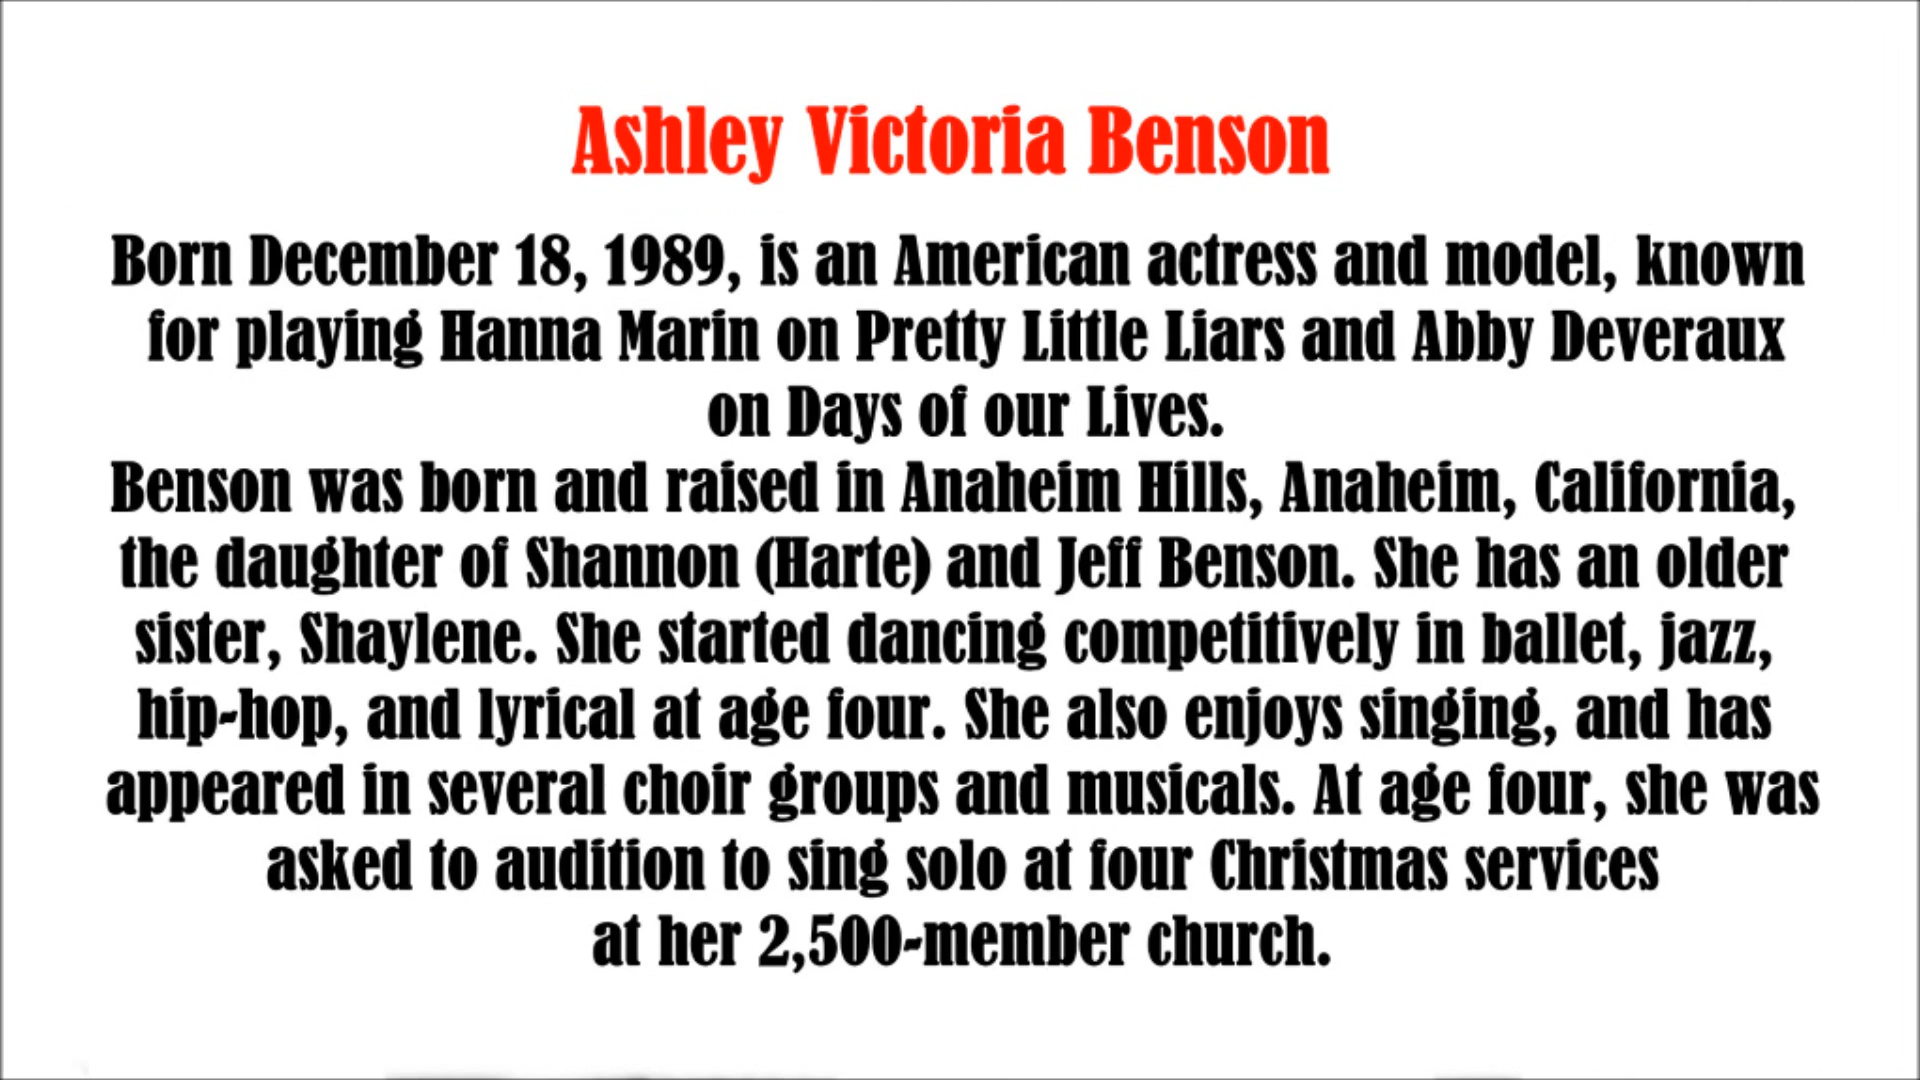 Ashley Victoria Benson
Born December 18, 1989, is an American actress and model, known
for playing Hanna Marin on Pretty Little Liars and Abby Deveraux
on Days of our Lives.
Benson was born and raised in Anaheim Hills, Anaheim, California,
the daughter of Shannon (Harte) and Jeff Benson. She has an older
sister, Shaylene. She started dancing competitively in ballet, jazz,
hip-hop, and lyrical at age four. She also enjoys singing, and has
appeared in several choir groups and musicals. At age four, she was
asked to audition to sing solo at four Christmas services
at her 2,500-member church.